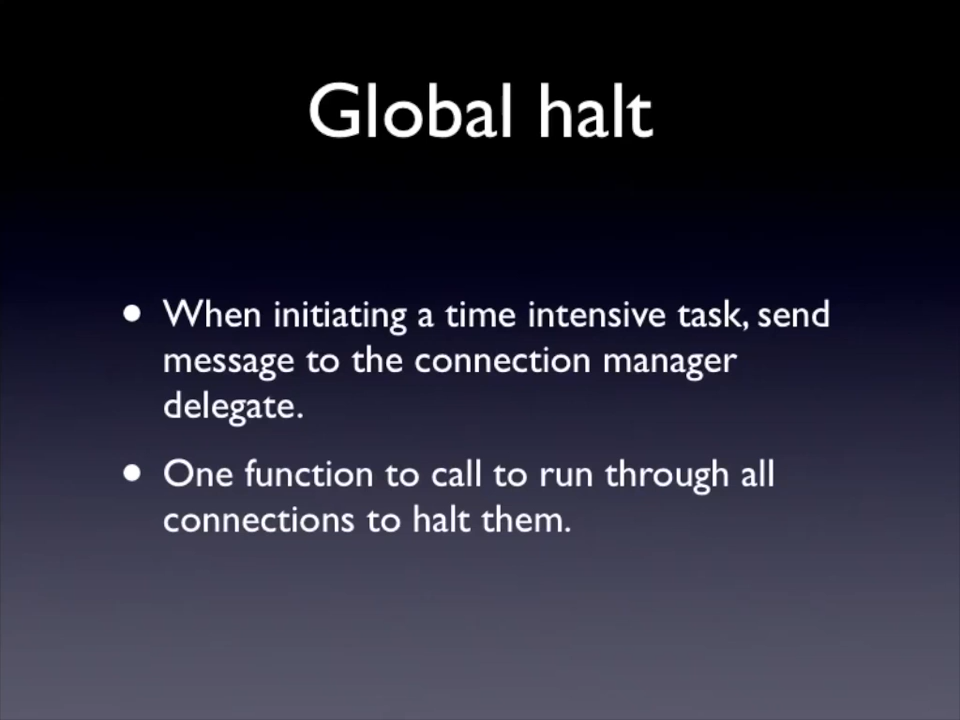 Global halt
• When initiating a time intensive task, send
message to the connection manager
delegate.
• One function to call to run through all
connections to halt them.